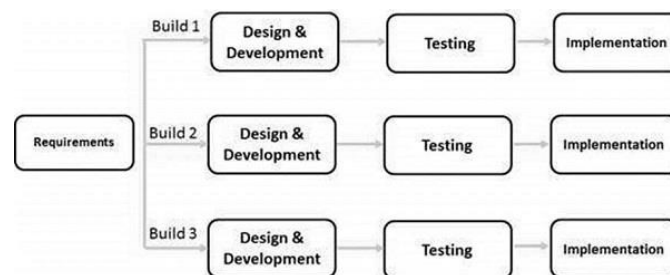 Build 1
Design &
Development
Testing
Implementation
Requirements
Build 2
Design &
Development
Testing
Implementation
Build 3
Design &
Development
Testing
Implementation